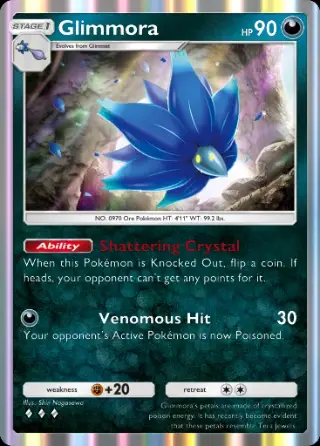 STAGE 1 Glimmora HP 90
Evolves from Glimmet
NO. 0970 Ore Pokémon HT: 4'11" WT: 99.2 lbs.
Ability Shattering Crystal
When this Pokémon is Knocked Out, flip a coin. If
heads, your opponent can't get any points for it.
Venomous Hit 30
Your opponent's Active Pokémon is now Poisoned.
weakness +20 retreat
Illus. Shin Nagasawa
Glimmora's petals are made of crystallized
poison energy. It has recently become evident
that these petals resemble Tera Jewels.